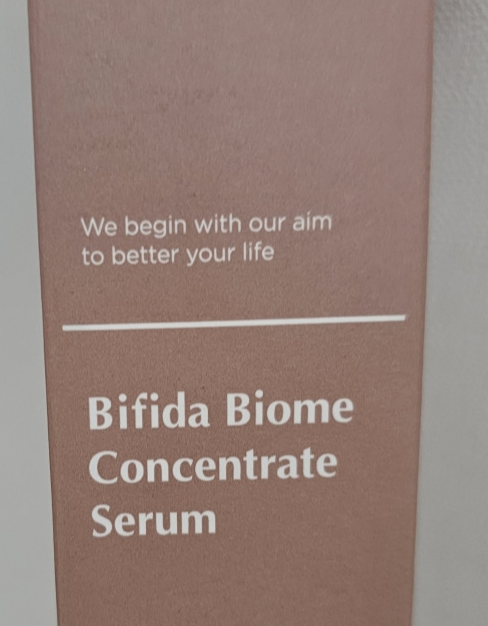 We begin with our aim
to better your life
Bifida Biome
Concentrate
Serum